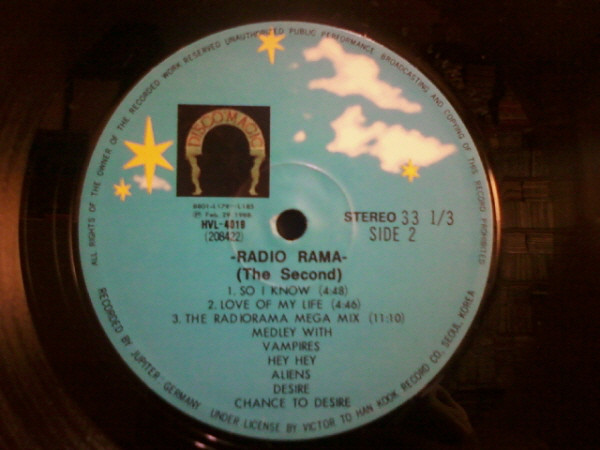 ALL RIGHTS OF THE OWNER OF THE RECORDED WORK RESERVED UNAUTHORIZED PUBLIC PERFORMANCE BROADCASTING AND COPYING OF THIS RECORD PROHIBITED
DISCO MAGIC
HVL-4019
(208422)
STEREO 33 1/3
SIDE 2
-RADIO RAMA-
(The Second)
1. SO I KNOW (4:48)
2. LOVE OF MY LIFE (4:46)
3. THE RADIORAMA MEGA MIX (11:10)
MEDLEY WITH
VAMPIRES
HEY HEY
ALIENS
DESIRE
CHANCE TO DESIRE
RECORDED BY JUPITER-GERMANY
UNDER LICENSE BY VICTOR TO HAN KOOK RECORD CO, SEOUL, KOREA